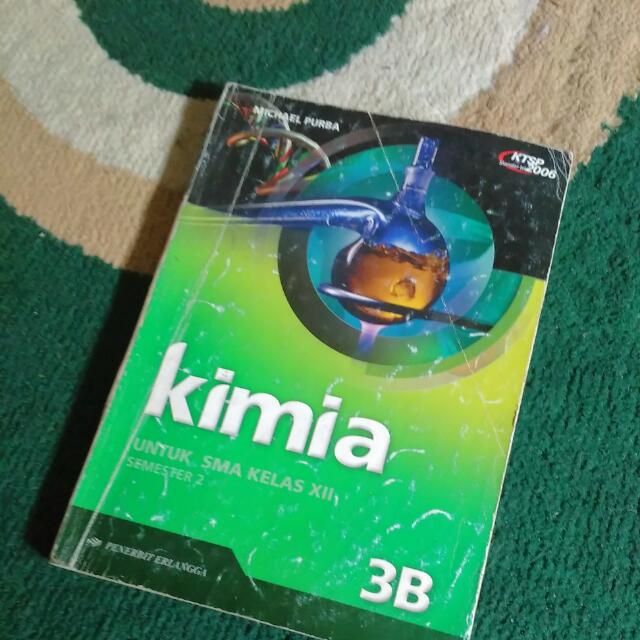 MICHAEL PURBA
KTSP
2006
kimia
UNTUK SMA KELAS XII
SEMESTER 2
PENERBIT ERLANGGA
3B